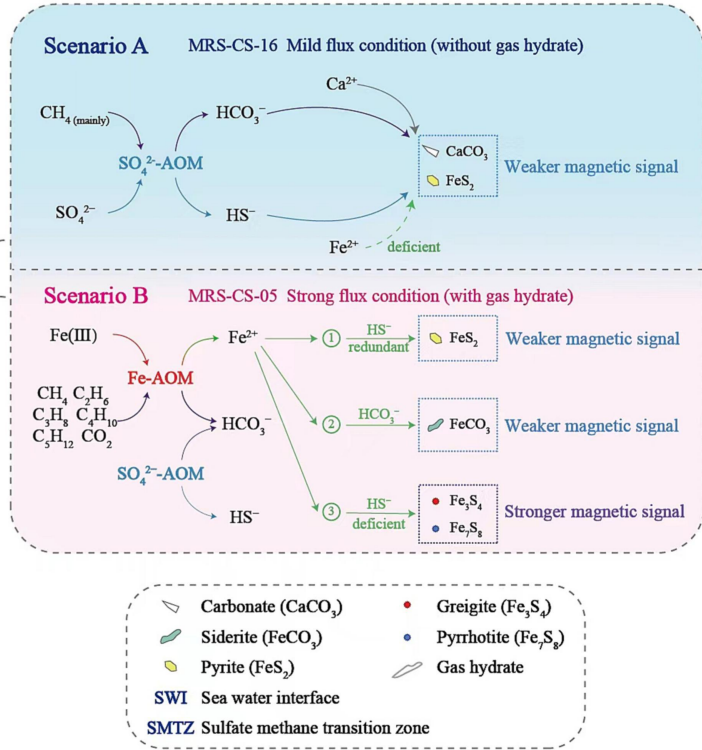 Scenario A MRS-CS-16 Mild flux condition (without gas hydrate)
Ca²⁺
CH₄ (mainly) HCO₃⁻
CaCO₃
SO₄²⁻-AOM Weaker magnetic signal
FeS₂
SO₄²⁻ HS⁻
Fe²⁺ deficient
Scenario B MRS-CS-05 Strong flux condition (with gas hydrate)
Fe(III) Fe²⁺ 1 HS⁻ redundant FeS₂ Weaker magnetic signal
Fe-AOM
CH₄ C₂H₆
C₃H₈ C₄H₁₀
C₅H₁₂ CO₂
HCO₃⁻ 2 HCO₃⁻ FeCO₃ Weaker magnetic signal
SO₄²⁻-AOM
HS⁻ 3 HS⁻ deficient Fe₃S₄ Stronger magnetic signal
Fe₇S₈
Carbonate (CaCO₃) Greigite (Fe₃S₄)
Siderite (FeCO₃) Pyrrhotite (Fe₇S₈)
Pyrite (FeS₂) Gas hydrate
SWI Sea water interface
SMTZ Sulfate methane transition zone